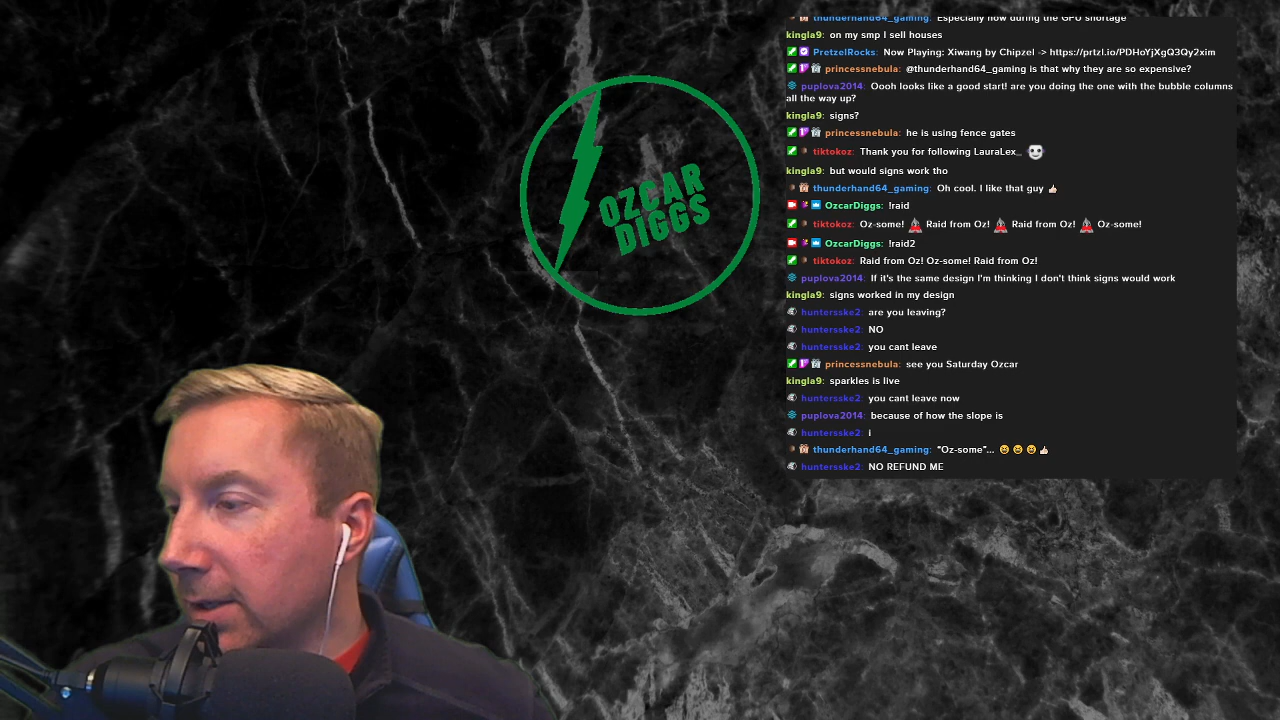 thunderhand64_gaming: Especially now during the GPU shortage
kingla9: on my smp I sell houses
PretzelRocks: Now Playing: Xiwang by Chipzel -> https://prtzl.io/PDHoYjXgQ3Qy2xim
princessnebula: @thunderhand64_gaming is that why they are so expensive?
puplova2014: Oooh looks like a good start! are you doing the one with the bubble columns
all the way up?
kingla9: signs?
princessnebula: he is using fence gates
tiktokoz: Thank you for following LauraLex_
kingla9: but would signs work tho
thunderhand64_gaming: Oh cool. I like that guy
OzcarDiggs: !raid
tiktokoz: Oz-some! Raid from Oz! Raid from Oz! Oz-some!
OzcarDiggs: !raid2
tiktokoz: Raid from Oz! Oz-some! Raid from Oz!
puplova2014: If it's the same design I'm thinking I don't think signs would work
kingla9: signs worked in my design
huntersske2: are you leaving?
huntersske2: NO
huntersske2: you cant leave
princessnebula: see you Saturday Ozcar
kingla9: sparkles is live
huntersske2: you cant leave now
puplova2014: because of how the slope is
huntersske2: i
thunderhand64_gaming: "Oz-some"...
huntersske2: NO REFUND ME
OZCAR
DIGGS